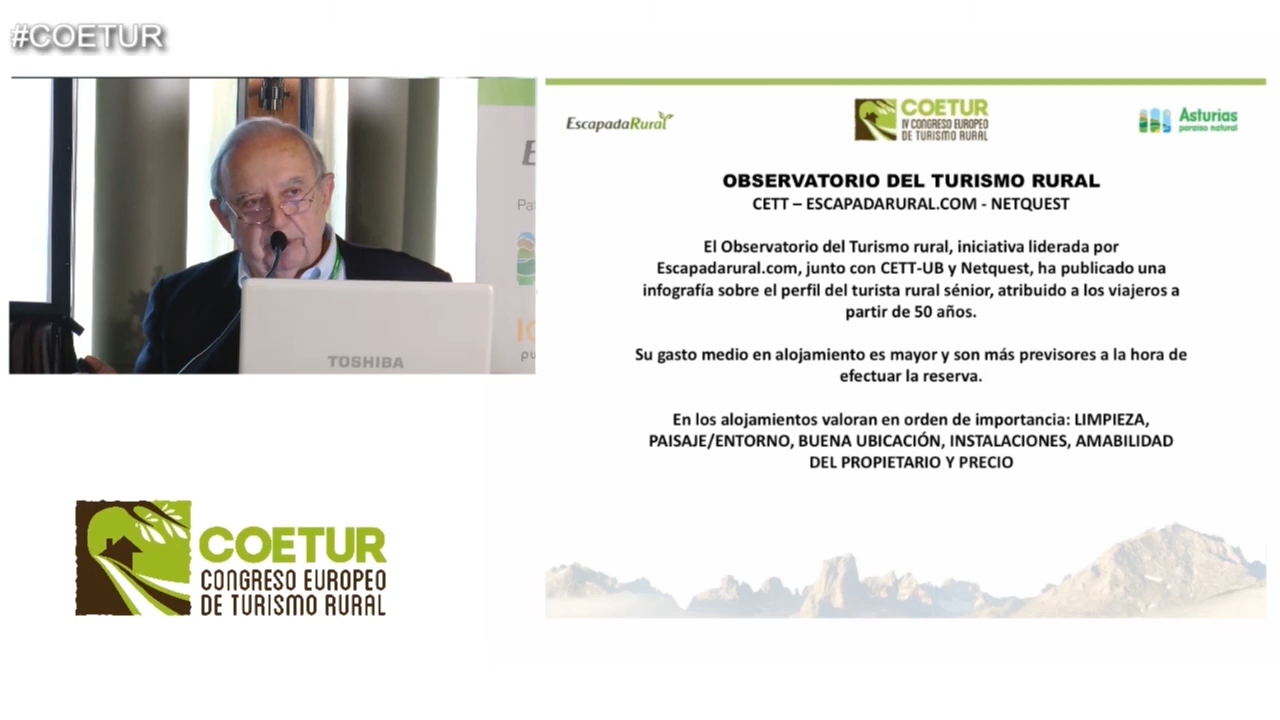 #COETUR
E
Pa
IC
pu
TOSHIBA
EscapadaRural
COETUR
IV CONGRESO EUROPEO
DE TURISMO RURAL
Asturias
paraíso natural
OBSERVATORIO DEL TURISMO RURAL
CETT – ESCAPADARURAL.COM - NETQUEST
El Observatorio del Turismo rural, iniciativa liderada por
Escapadarural.com, junto con CETT-UB y Netquest, ha publicado una
infografía sobre el perfil del turista rural sénior, atribuido a los viajeros a
partir de 50 años.
Su gasto medio en alojamiento es mayor y son más previsores a la hora de
efectuar la reserva.
En los alojamientos valoran en orden de importancia: LIMPIEZA,
PAISAJE/ENTORNO, BUENA UBICACIÓN, INSTALACIONES, AMABILIDAD
DEL PROPIETARIO Y PRECIO
COETUR
CONGRESO EUROPEO
DE TURISMO RURAL